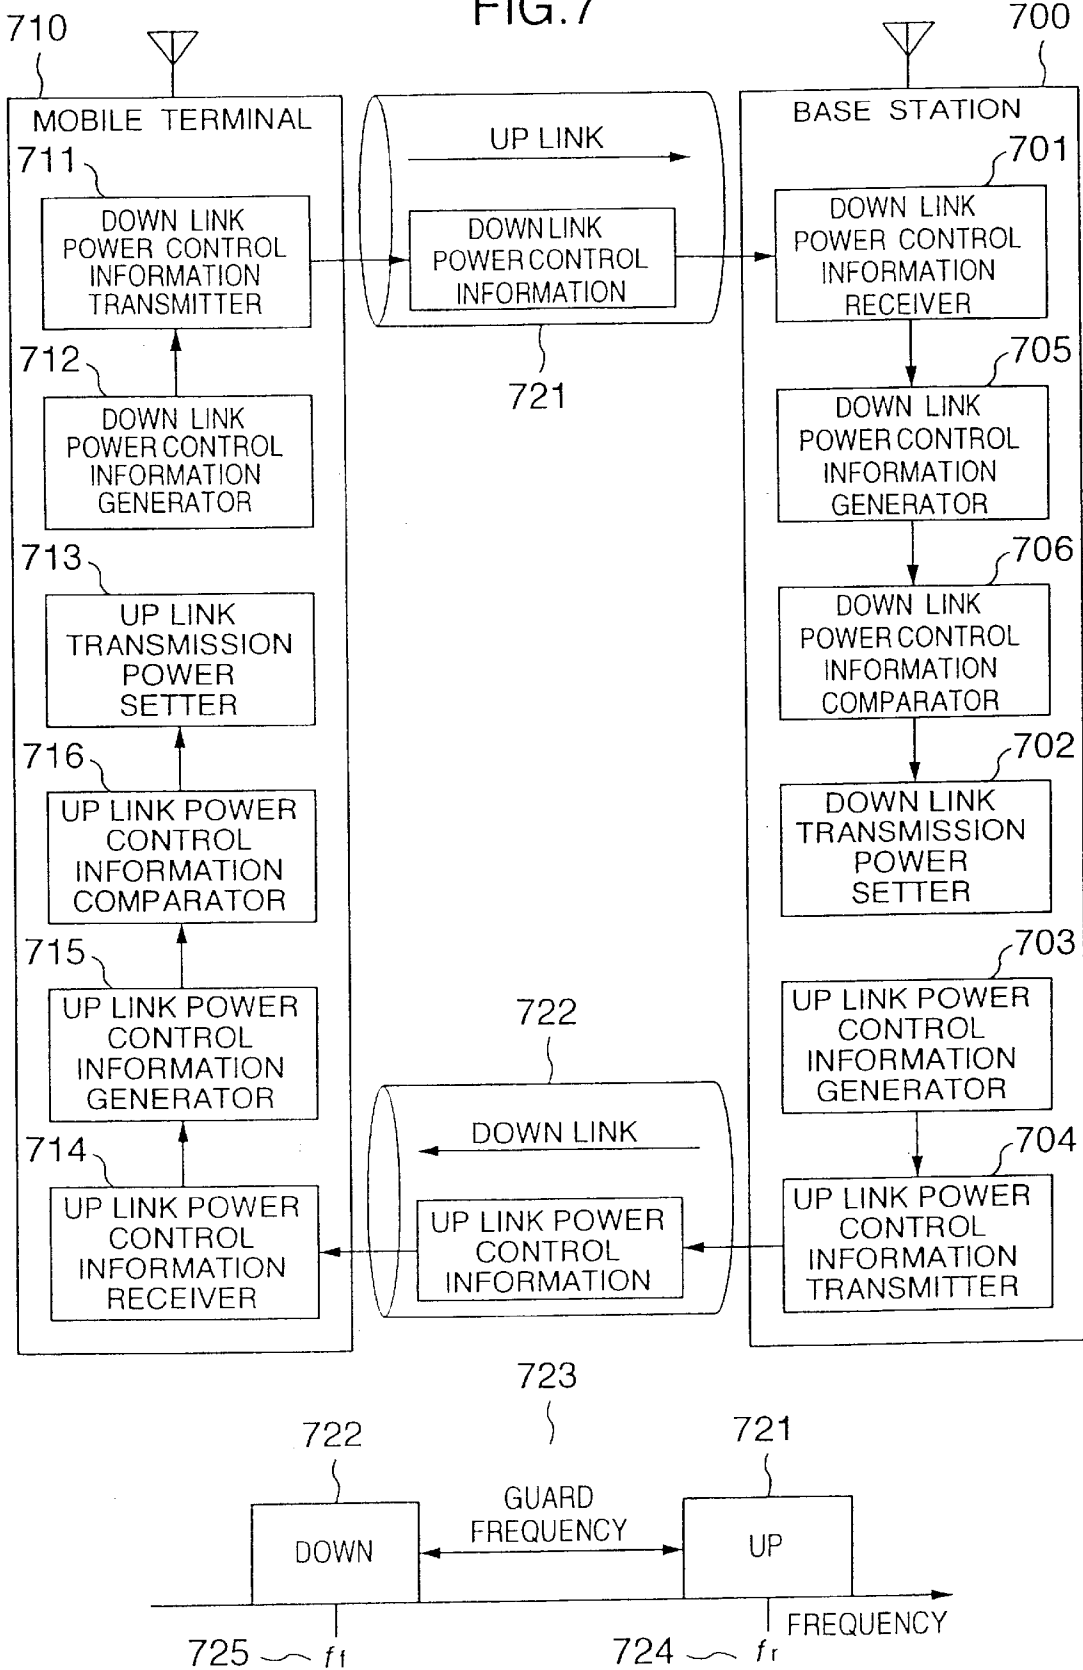 FIG.7
710
700
MOBILE TERMINAL
BASE STATION
711
DOWN LINK
POWER CONTROL
INFORMATION
TRANSMITTER
UP LINK
DOWN LINK
POWER CONTROL
INFORMATION
721
701
DOWN LINK
POWER CONTROL
INFORMATION
RECEIVER
712
DOWN LINK
POWER CONTROL
INFORMATION
GENERATOR
705
DOWN LINK
POWER CONTROL
INFORMATION
GENERATOR
713
UP LINK
TRANSMISSION
POWER
SETTER
706
DOWN LINK
POWER CONTROL
INFORMATION
COMPARATOR
716
UP LINK POWER
CONTROL
INFORMATION
COMPARATOR
702
DOWN LINK
TRANSMISSION
POWER
SETTER
715
UP LINK POWER
CONTROL
INFORMATION
GENERATOR
703
UP LINK POWER
CONTROL
INFORMATION
GENERATOR
722
DOWN LINK
UP LINK POWER
CONTROL
INFORMATION
714
UP LINK POWER
CONTROL
INFORMATION
RECEIVER
704
UP LINK POWER
CONTROL
INFORMATION
TRANSMITTER
723
722
721
GUARD
FREQUENCY
DOWN
UP
FREQUENCY
725
ff
724
fr